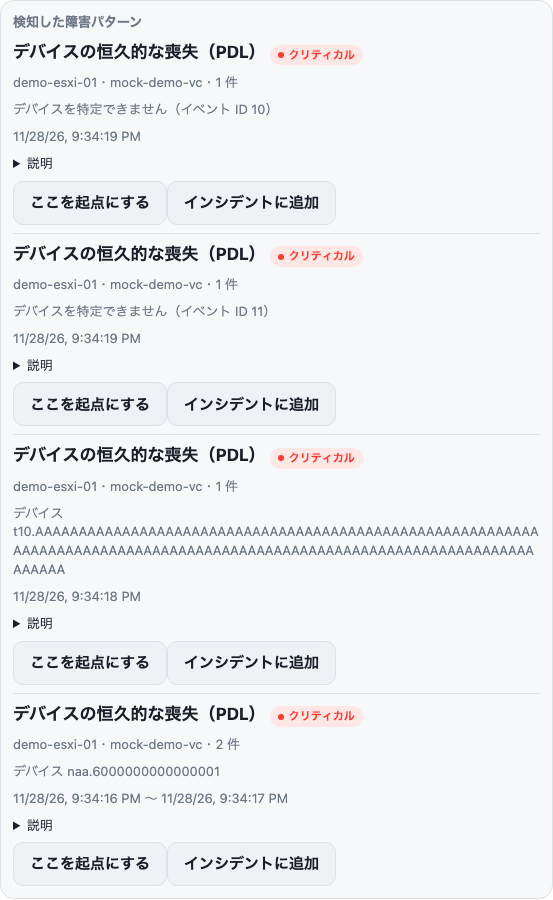 検知した障害パターン
デバイスの恒久的な喪失（PDL） クリティカル
demo-esxi-01・mock-demo-vc・1 件
デバイスを特定できません（イベント ID 10）
11/28/26, 9:34:19 PM
説明
ここを起点にする インシデントに追加
デバイスの恒久的な喪失（PDL） クリティカル
demo-esxi-01・mock-demo-vc・1 件
デバイスを特定できません（イベント ID 11）
11/28/26, 9:34:19 PM
説明
ここを起点にする インシデントに追加
デバイスの恒久的な喪失（PDL） クリティカル
demo-esxi-01・mock-demo-vc・1 件
デバイス
t10.AAAAAAAAAAAAAAAAAAAAAAAAAAAAAAAAAAAAAAAAAAAAAAAAAAAAAAAAAA
AAAAAAAAAAAAAAAAAAAAAAAAAAAAAAAAAAAAAAAAAAAAAAAAAAAAAAAAAAAA
AAAAAA
11/28/26, 9:34:18 PM
説明
ここを起点にする インシデントに追加
デバイスの恒久的な喪失（PDL） クリティカル
demo-esxi-01・mock-demo-vc・2 件
デバイス naa.6000000000000001
11/28/26, 9:34:16 PM 〜 11/28/26, 9:34:17 PM
説明
ここを起点にする インシデントに追加